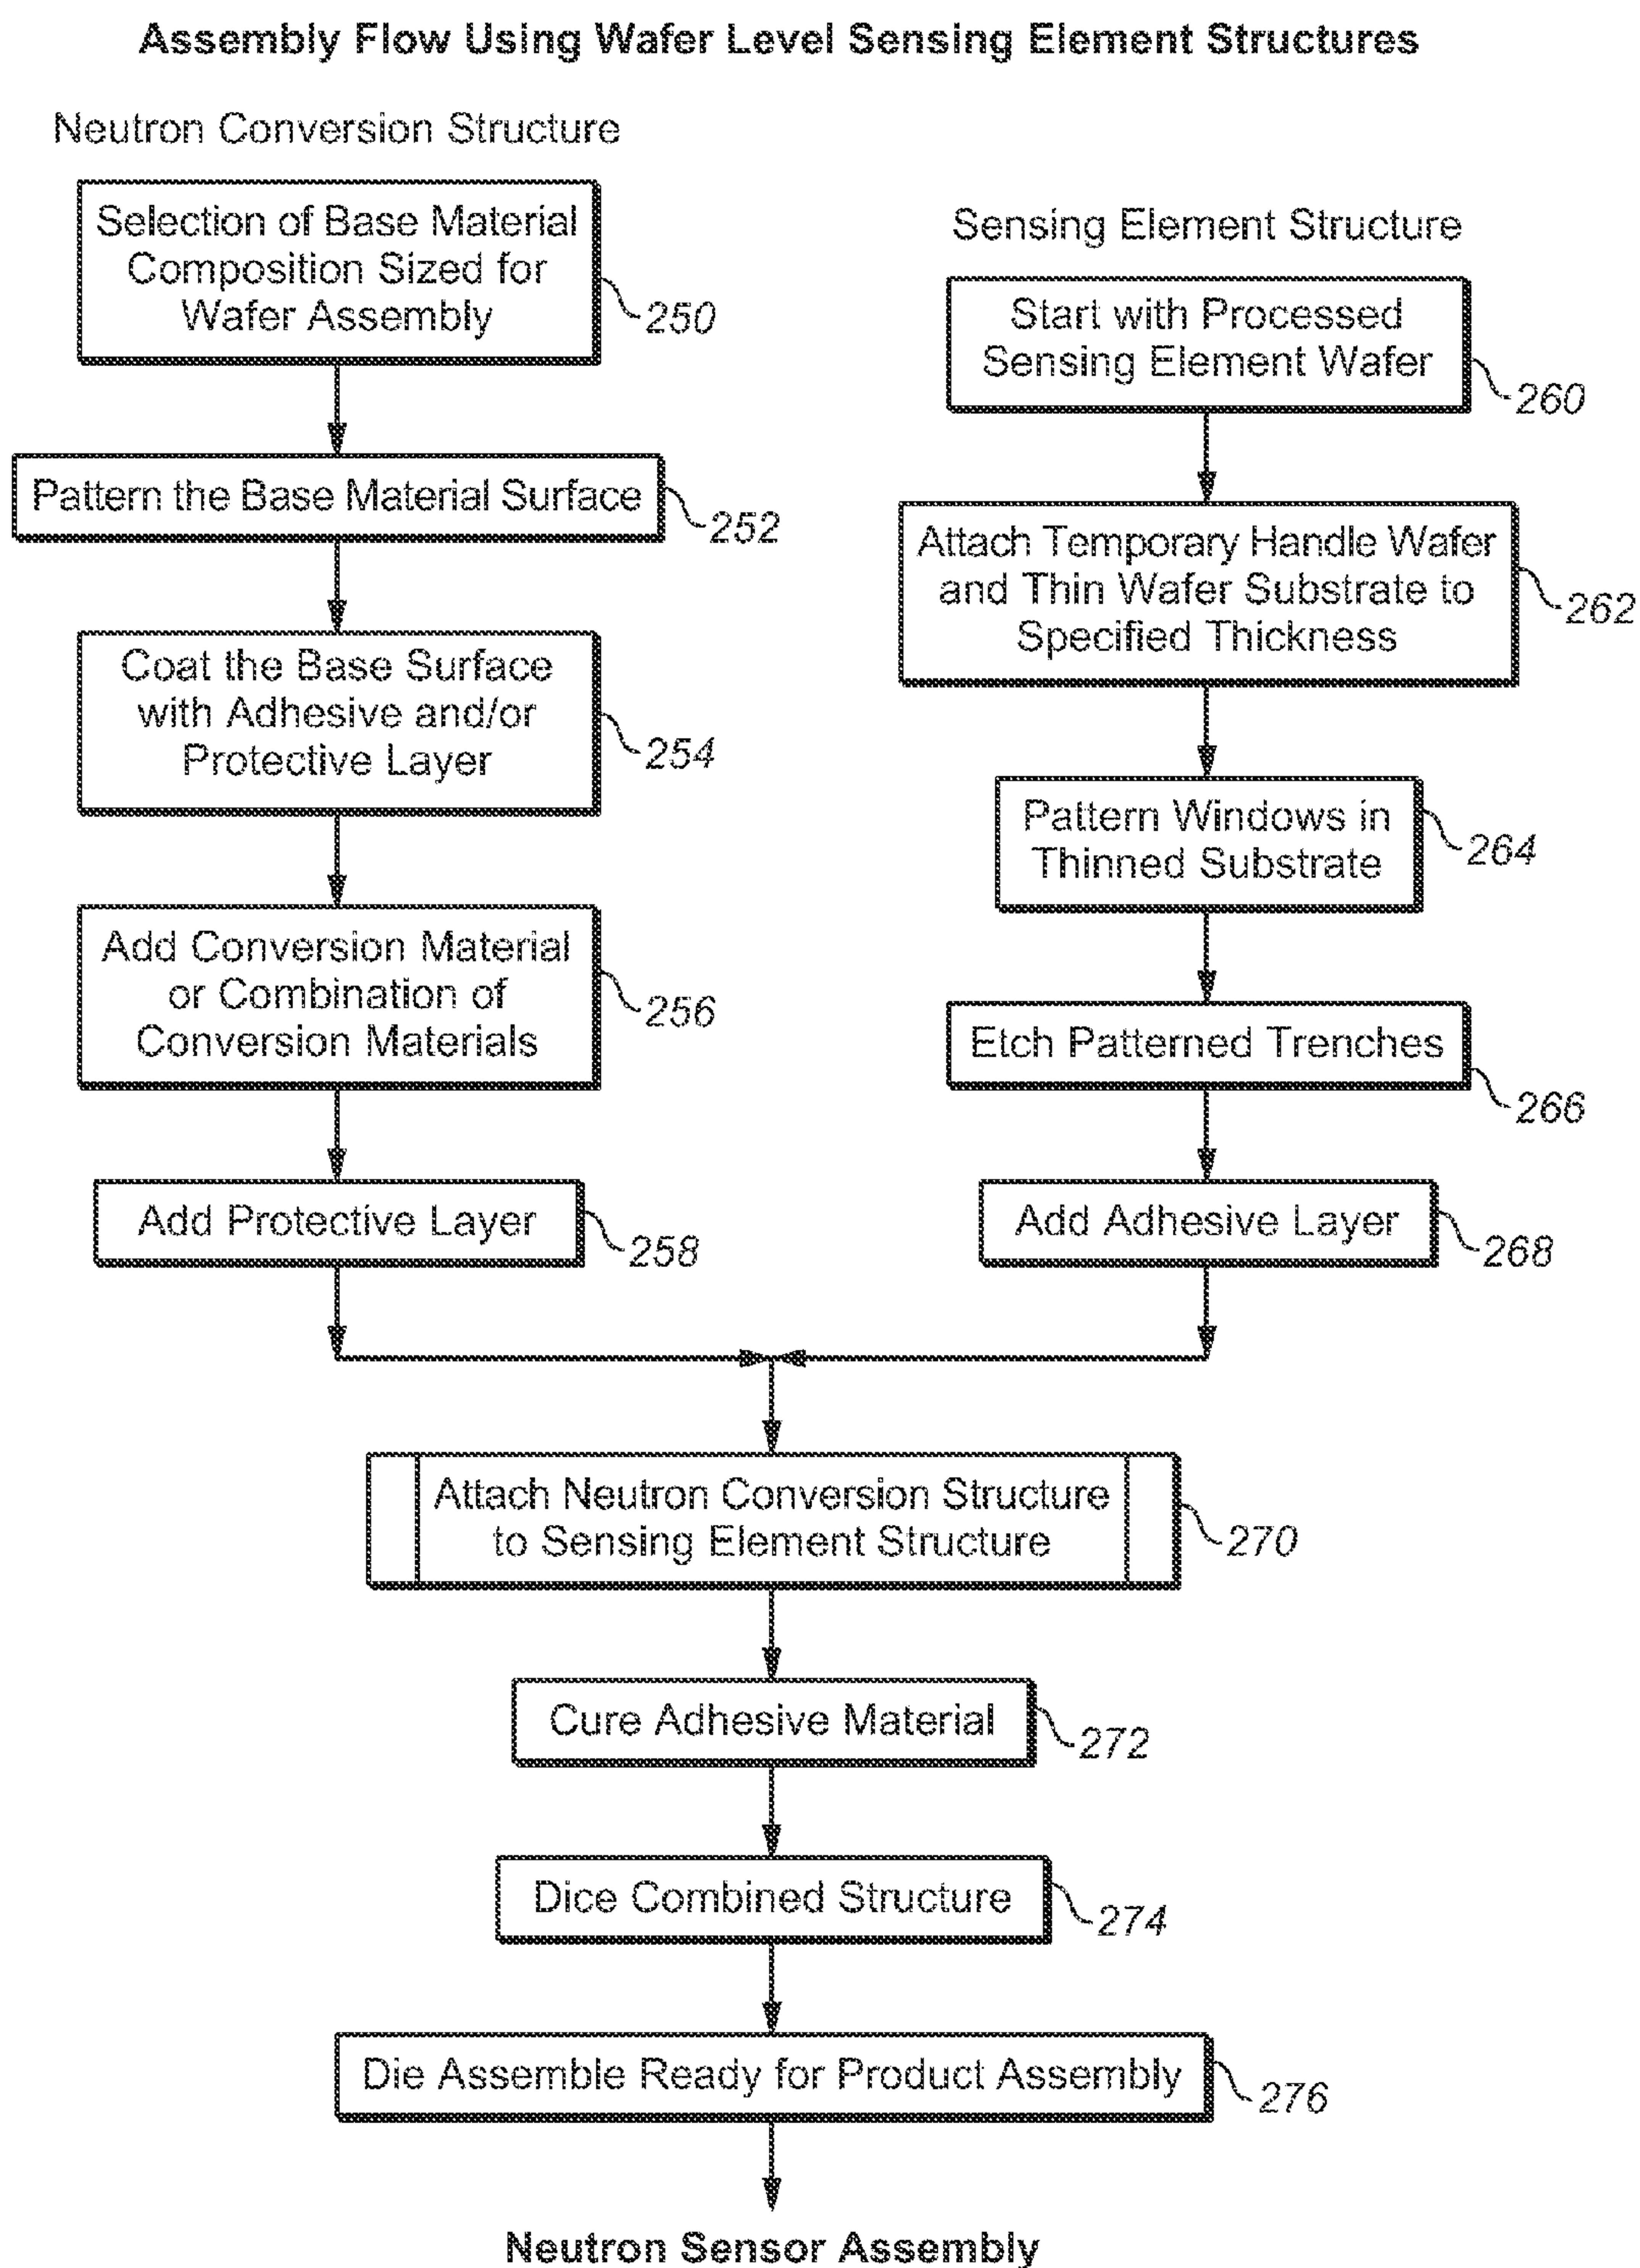 Assembly Flow Using Wafer Level Sensing Element Structures
Neutron Conversion Structure
Selection of Base Material
Composition Sized for
Wafer Assembly
250
Pattern the Base Material Surface
252
Coat the Base Surface
with Adhesive and/or
Protective Layer
254
Add Conversion Material
or Combination of
Conversion Materials
256
Add Protective Layer
258
Sensing Element Structure
Start with Processed
Sensing Element Wafer
260
Attach Temporary Handle Wafer
and Thin Wafer Substrate to
Specified Thickness
262
Pattern Windows in
Thinned Substrate
264
Etch Patterned Trenches
266
Add Adhesive Layer
268
Attach Neutron Conversion Structure
to Sensing Element Structure
270
Cure Adhesive Material
272
Dice Combined Structure
274
Die Assemble Ready for Product Assembly
276
Neutron Sensor Assembly